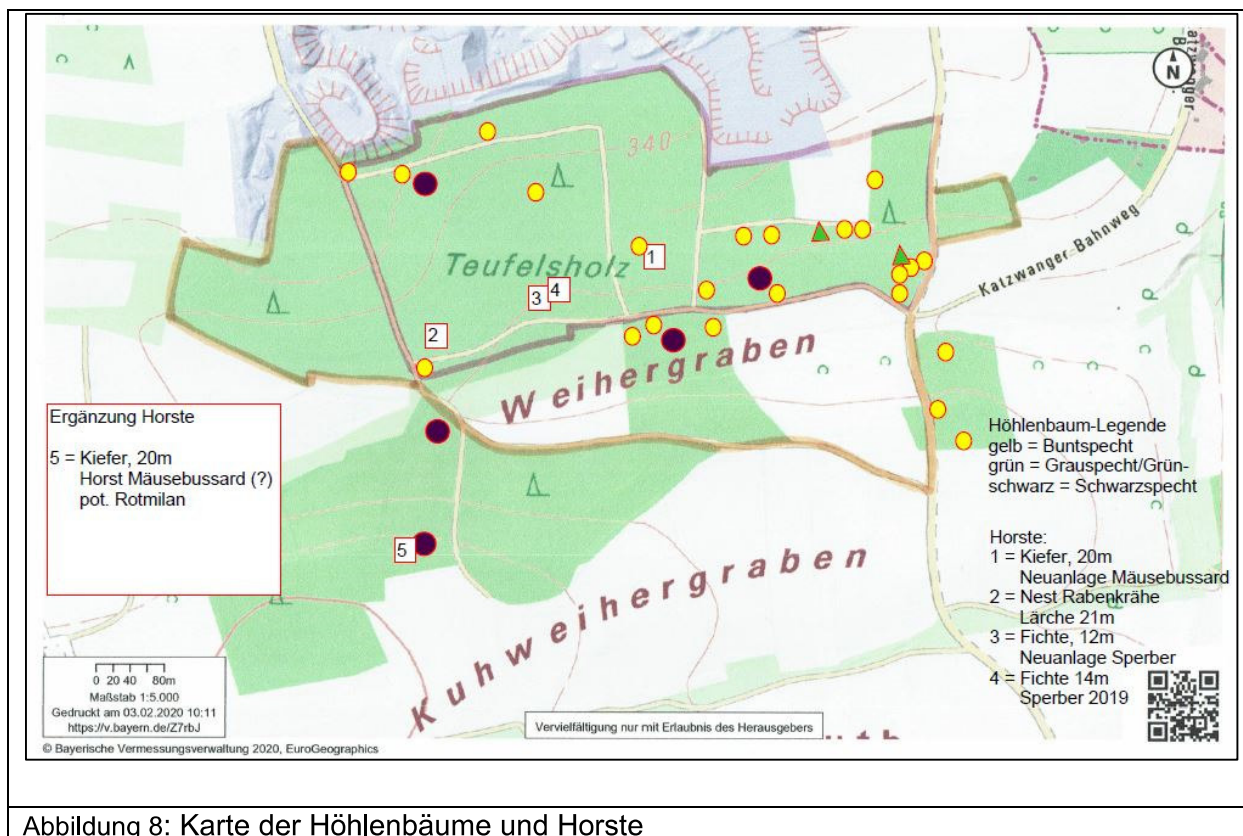 atzwanger
B
N
340
Teufelsholz
1
3 4
2
Katzwanger-Bahnweg
Weihergraben
Ergänzung Horste
5 = Kiefer, 20m
Horst Mäusebussard (?)
pot. Rotmilan
Höhlenbaum-Legende
gelb = Buntspecht
grün = Grauspecht/Grün-
schwarz = Schwarzspecht
5
Horste:
1 = Kiefer, 20m
Neuanlage Mäusebussard
2 = Nest Rabenkrähe
Lärche 21m
3 = Fichte, 12m
Neuanlage Sperber
4 = Fichte 14m
Sperber 2019
Kuhweihergraben
0 20 40 80m
Maßstab 1:5.000
Gedruckt am 03.02.2020 10:11
https://v.bayern.de/Z7rbJ
Vervielfältigung nur mit Erlaubnis des Herausgebers
© Bayerische Vermessungsverwaltung 2020, EuroGeographics
Abbildung 8: Karte der Höhlenbäume und Horste